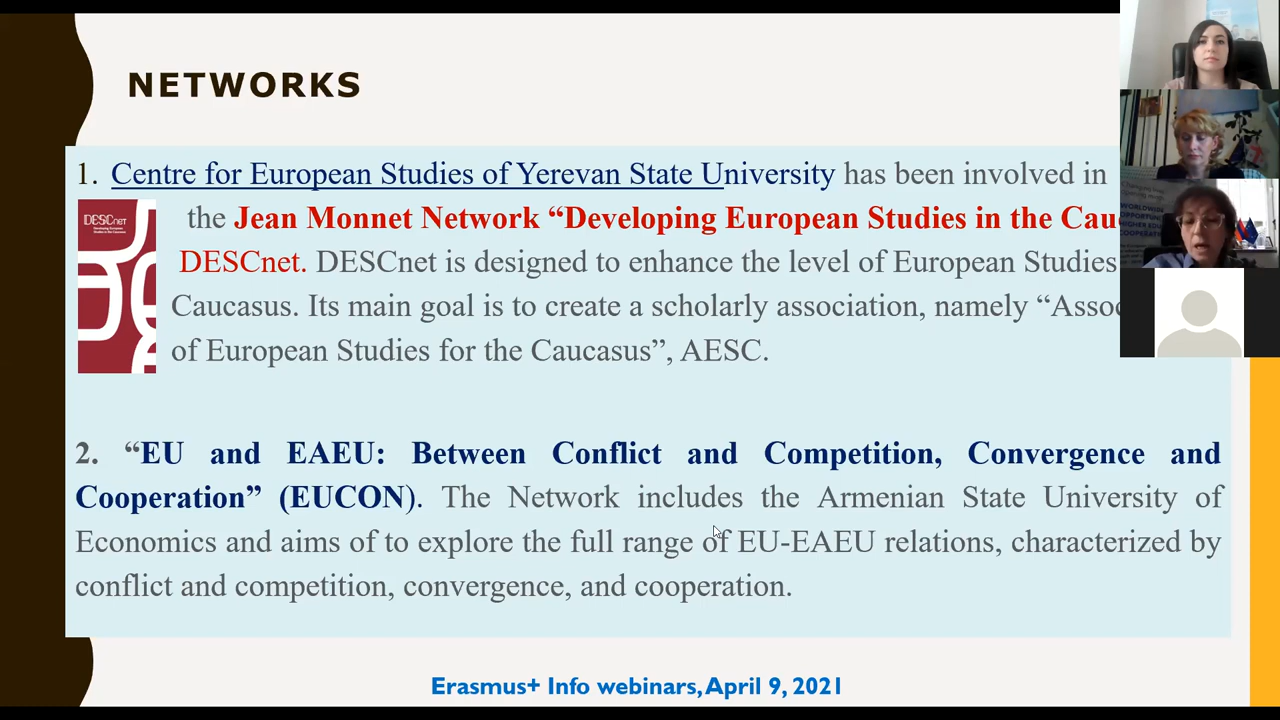 NETWORKS
1. Centre for European Studies of Yerevan State University has been involved in
the Jean Monnet Network “Developing European Studies in the Cau
DESCnet. DESCnet is designed to enhance the level of European Studies
Caucasus. Its main goal is to create a scholarly association, namely “Assoc
of European Studies for the Caucasus”, AESC.
DESCnet
2. “EU and EAEU: Between Conflict and Competition, Convergence and
Cooperation” (EUCON). The Network includes the Armenian State University of
Economics and aims of to explore the full range of EU-EAEU relations, characterized by
conflict and competition, convergence, and cooperation.
Erasmus+ Info webinars, April 9, 2021